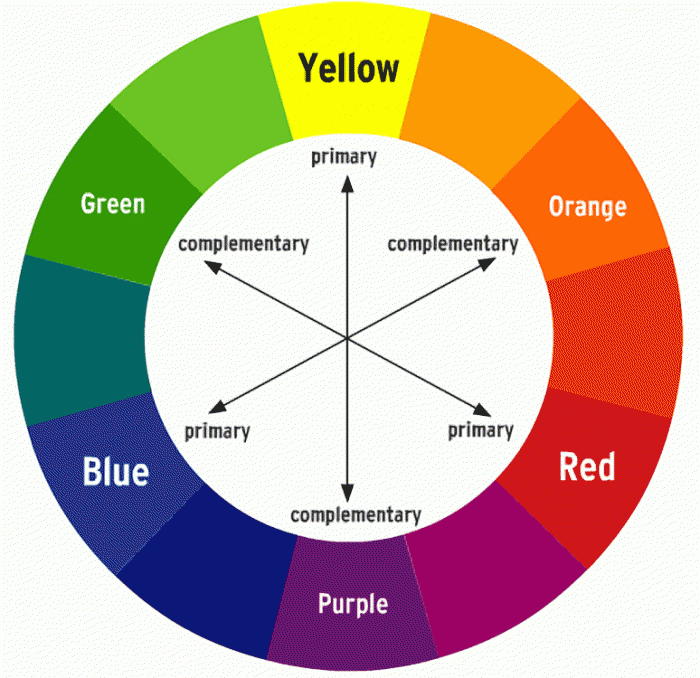 Yellow
primary
Green
Orange
complementary
complementary
primary
primary
Blue
Red
complementary
Purple